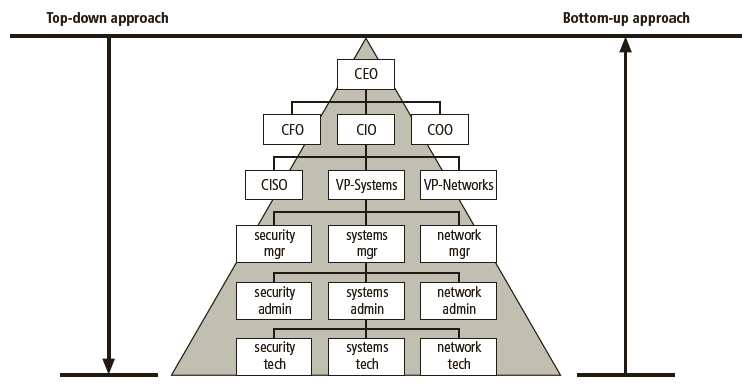 Top-down approach
Bottom-up approach
CEO
CFO
CIO
COO
CISO
VP-Systems
VP-Networks
security
mgr
systems
mgr
network
mgr
security
admin
systems
admin
network
admin
security
tech
systems
tech
network
tech